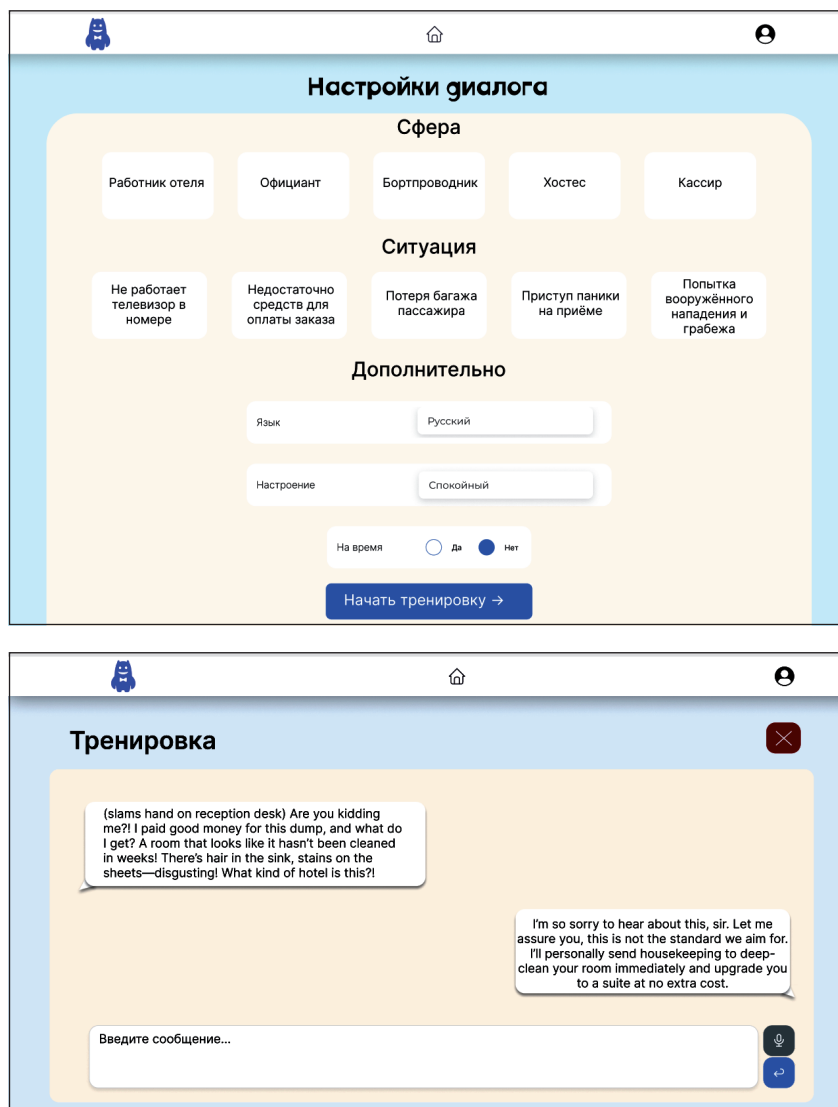 Настройки диалога
Сфера
Работник отеля
Официант
Бортпроводник
Хостес
Кассир
Ситуация
Не работает
телевизор в
номере
Недостаточно
средств для
оплаты заказа
Потеря багажа
пассажира
Приступ паники
на приёме
Попытка
вооружённого
нападения и
грабежа
Дополнительно
Язык
Русский
Настроение
Спокойный
На время
Да
Нет
Начать тренировку →
Тренировка
(slams hand on reception desk) Are you kidding
me?! I paid good money for this dump, and what do
I get? A room that looks like it hasn't been cleaned
in weeks! There's hair in the sink, stains on the
sheets—disgusting! What kind of hotel is this?!
I'm so sorry to hear about this, sir. Let me
assure you, this is not the standard we aim for.
I'll personally send housekeeping to deep-
clean your room immediately and upgrade you
to a suite at no extra cost.
Введите сообщение...